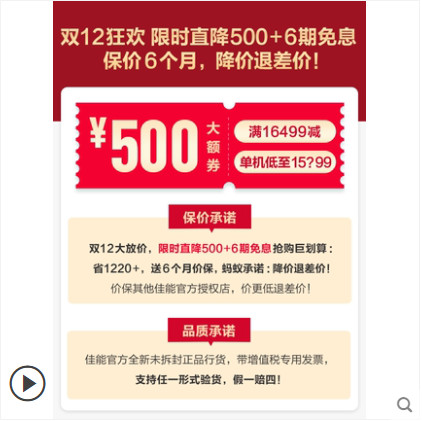 双12狂欢 限时直降500+6期免息
保价6个月，降价退差价！
¥500
大额券
满16499减
单机低至15?99
保价承诺
双12大放价，限时直降500+6期免息抢购巨划算：
省1220+，送6个月价保，蚂蚁承诺：降价退差价！
价保其他佳能官方授权店，价更低退差价！
品质承诺
佳能官方全新未拆封正品行货，带增值税专用发票，
支持任一形式验货，假一赔四！